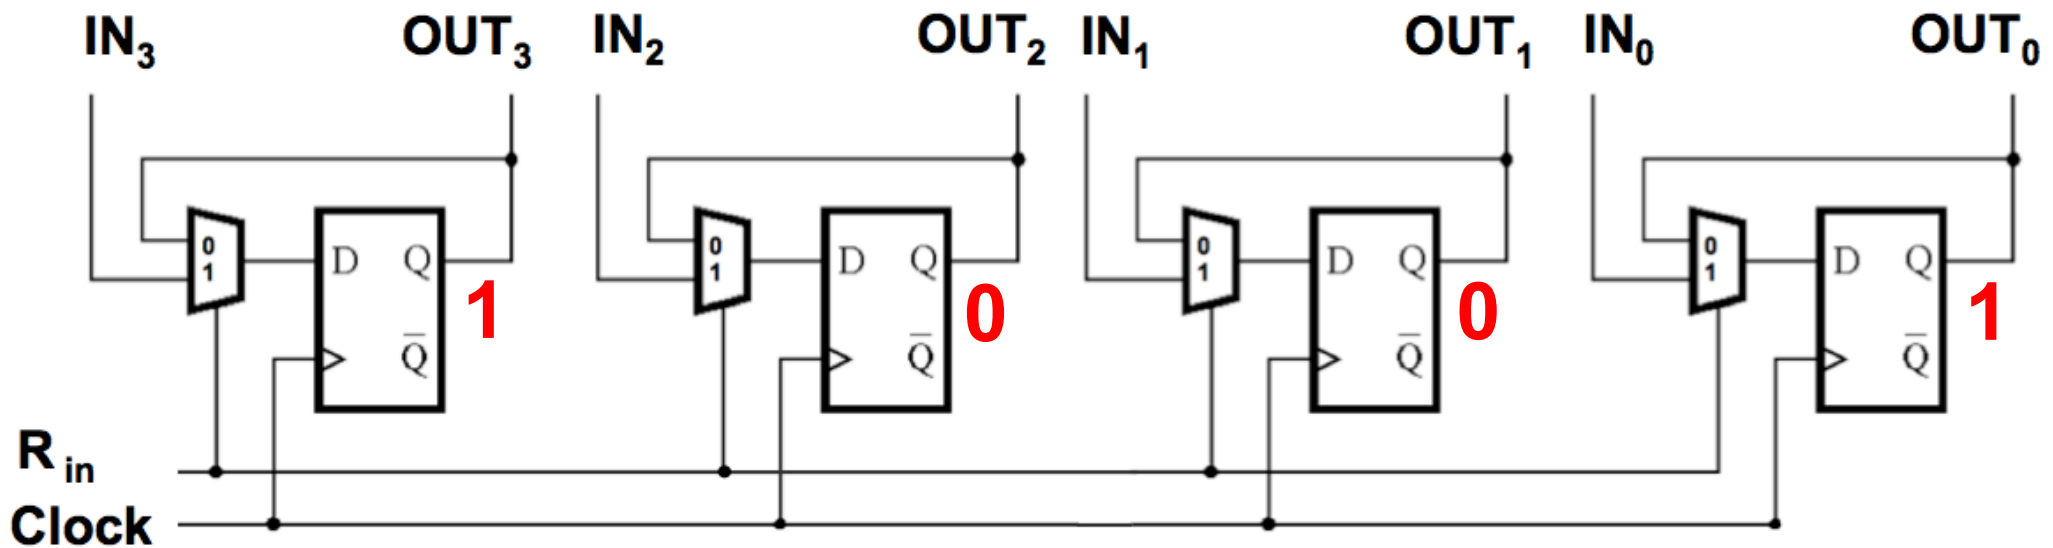 IN3 OUT3 IN2 OUT2 IN1 OUT1 IN0 OUT0
0 0 0 0
1 D Q 1 D Q 1 D Q 1 D Q
1 0 0 1
Q̅ Q̅ Q̅ Q̅
R in
Clock